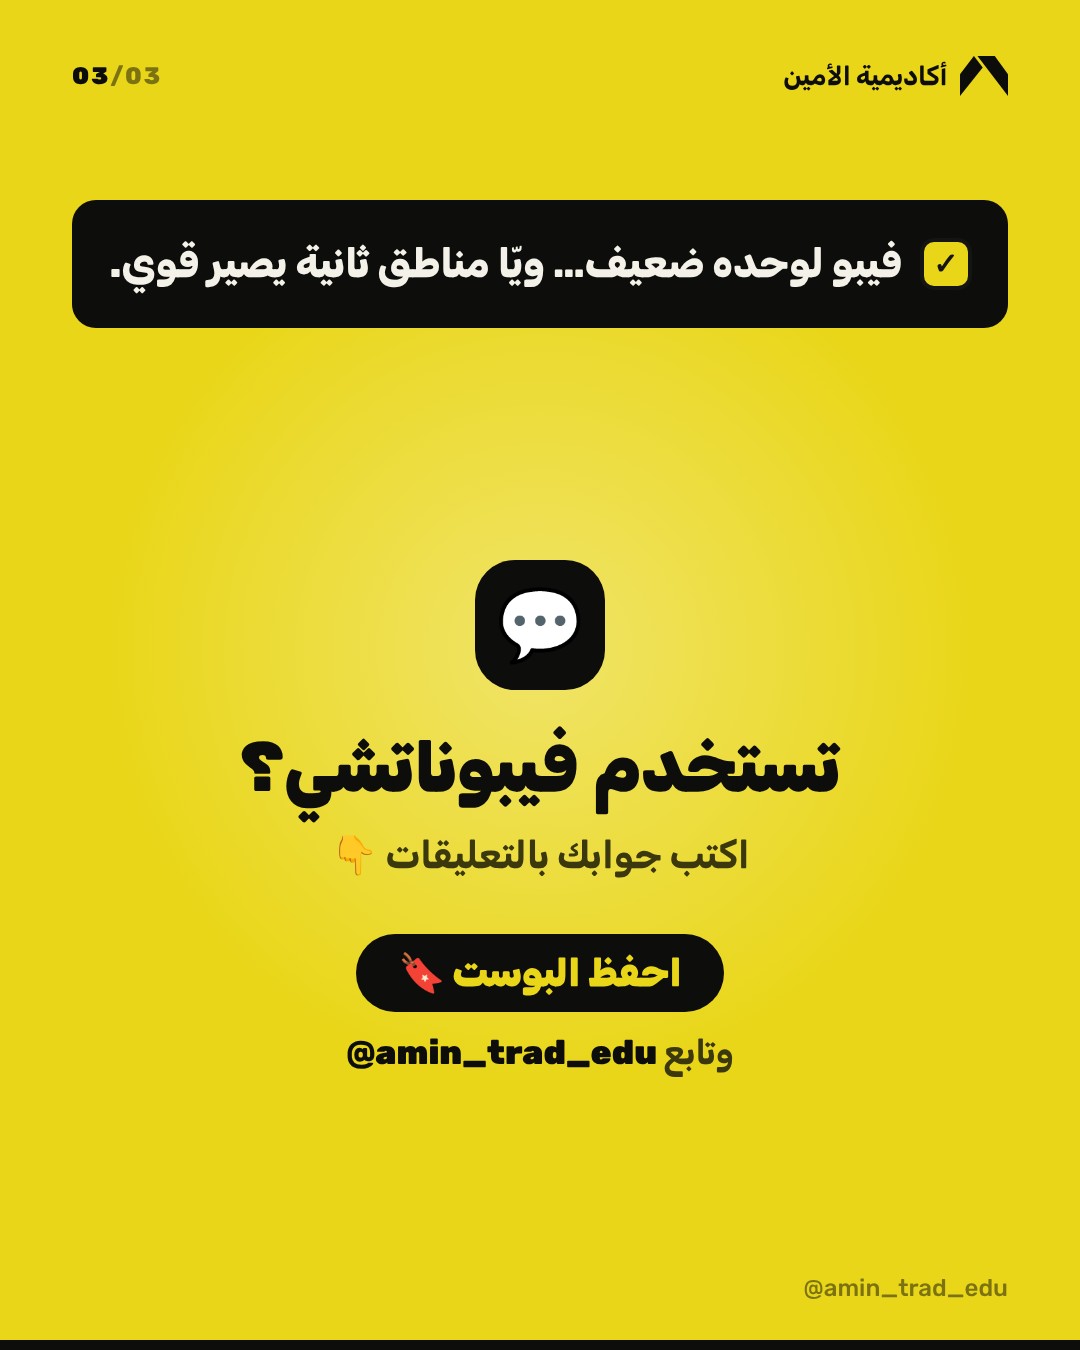 أكاديمية الأمين
03/03
✓ فيبو لوحده ضعيف... ويّا مناطق ثانية يصير قوي.
تستخدم فيبوناتشي؟
اكتب جوابك بالتعليقات 👇
احفظ البوست 🔖
وتابع @amin_trad_edu
@amin_trad_edu